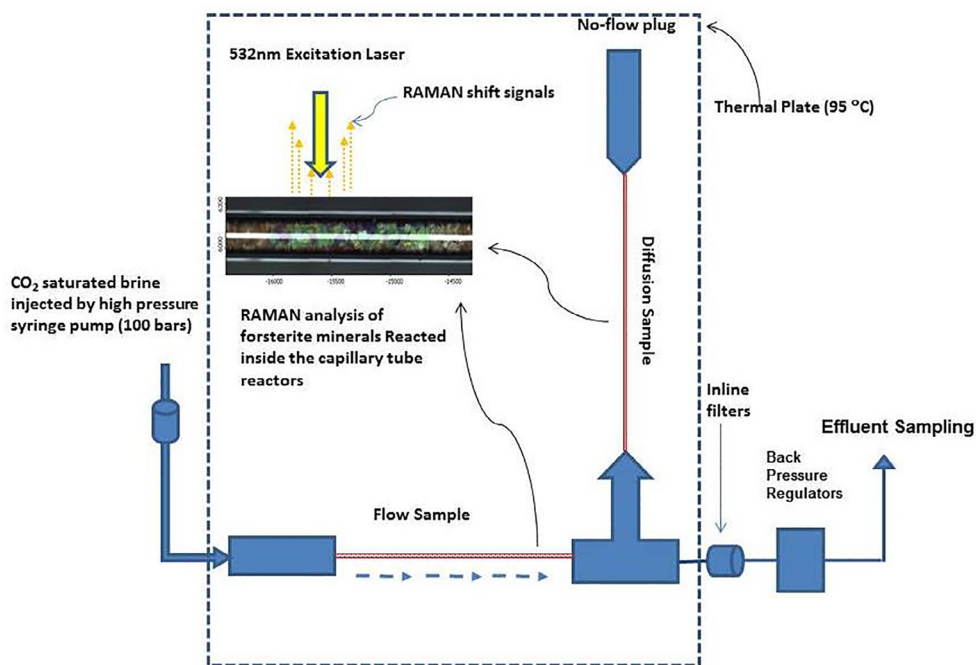 No-flow plug
532nm Excitation Laser
RAMAN shift signals
Thermal Plate (95 °C)
6300
6000
-16000 -15500 -15000 -14500
CO₂ saturated brine
injected by high pressure
syringe pump (100 bars)
RAMAN analysis of
forsterite minerals Reacted
inside the capillary tube
reactors
Diffusion Sample
Inline
filters
Effluent Sampling
Back
Pressure
Regulators
Flow Sample